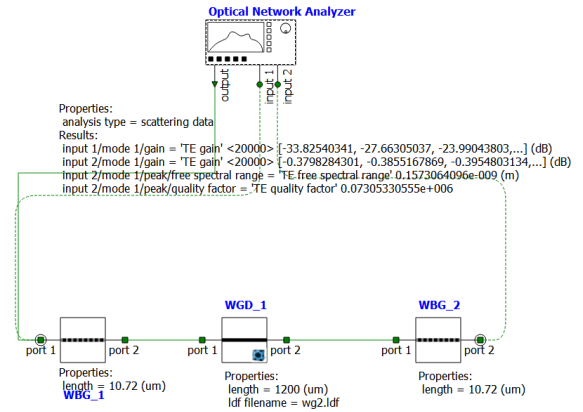 Optical Network Analyzer
output
input 1
input 2
Properties:
analysis type = scattering data
Results:
input 1/mode 1/gain = 'TE gain' <20000> [-33.82540341, -27.66305037, -23.99043803,...] (dB)
input 2/mode 1/gain = 'TE gain' <20000> [-0.3798284301, -0.3855167869, -0.3954803134,...] (dB)
input 2/mode 1/peak/free spectral range = 'TE free spectral range' 0.1573064096e-009 (m)
input 2/mode 1/peak/quality factor = 'TE quality factor' 0.07305330555e+006
WGD_1
WBG_2
port 1
port 2
port 1
port 2
port 1
port 2
Properties:
length = 10.72 (um)
WBG_1
Properties:
length = 1200 (um)
ldf filename = wg2.ldf
Properties:
length = 10.72 (um)